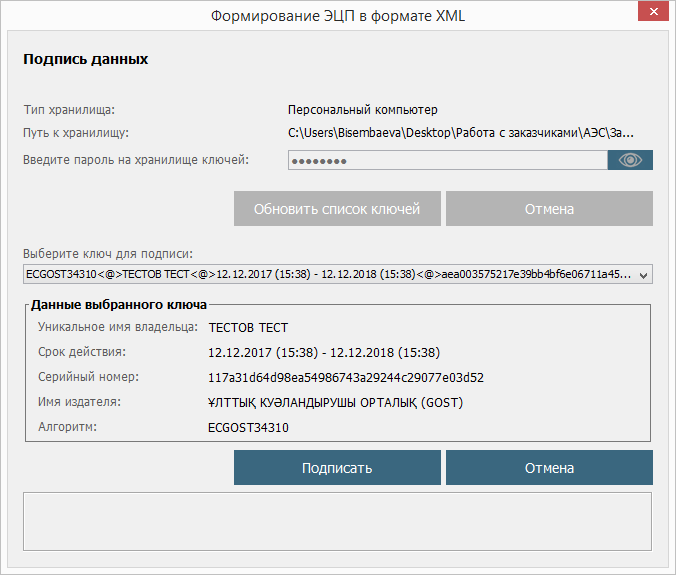 Формирование ЭЦП в формате XML
Подпись данных
Тип хранилища: Персональный компьютер
Путь к хранилищу: C:\Users\Bisembaeva\Desktop\Работа с заказчиками\АЭС\За...
Введите пароль на хранилище ключей: ●●●●●●●●
Обновить список ключей Отмена
Выберите ключ для подписи:
ECGOST34310<@>ТЕСТОВ ТЕСТ<@>12.12.2017 (15:38) - 12.12.2018 (15:38)<@>aea003575217e39bb4bf6e06711a45...
Данные выбранного ключа
Уникальное имя владельца: ТЕСТОВ ТЕСТ
Срок действия: 12.12.2017 (15:38) - 12.12.2018 (15:38)
Серийный номер: 117a31d64d98ea54986743a29244c29077e03d52
Имя издателя: ҰЛТТЫҚ КУӘЛАНДЫРУШЫ ОРТАЛЫҚ (GOST)
Алгоритм: ECGOST34310
Подписать Отмена